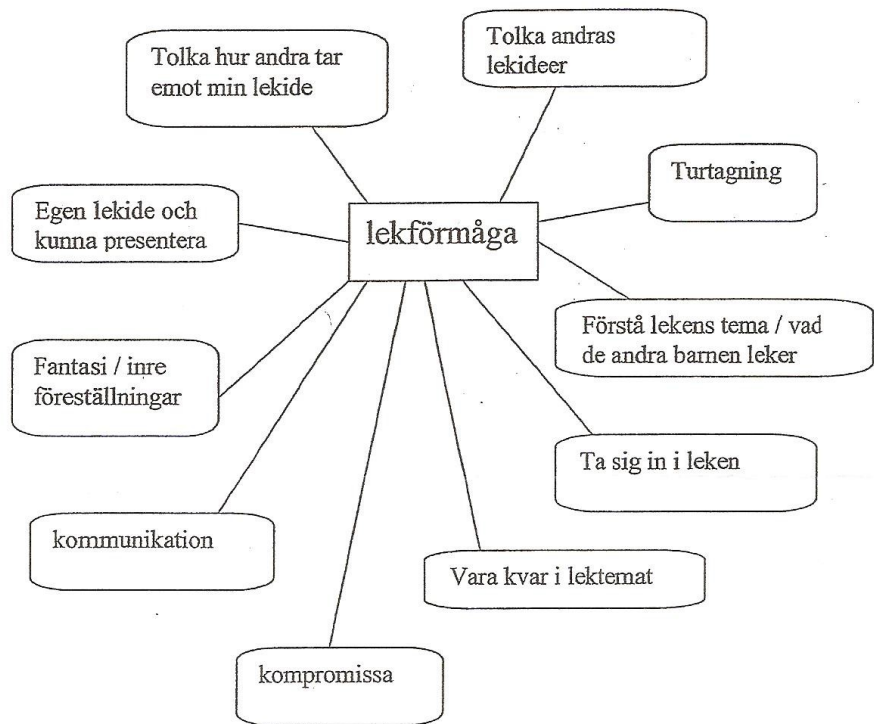 Tolka hur andra tar
emot min lekide
Tolka andras
lekideer
Turtagning
Egen lekide och
kunna presentera
lekförmåga
Förstå lekens tema / vad
de andra barnen leker
Fantasi / inre
föreställningar
Ta sig in i leken
kommunikation
Vara kvar i lektemat
kompromissa